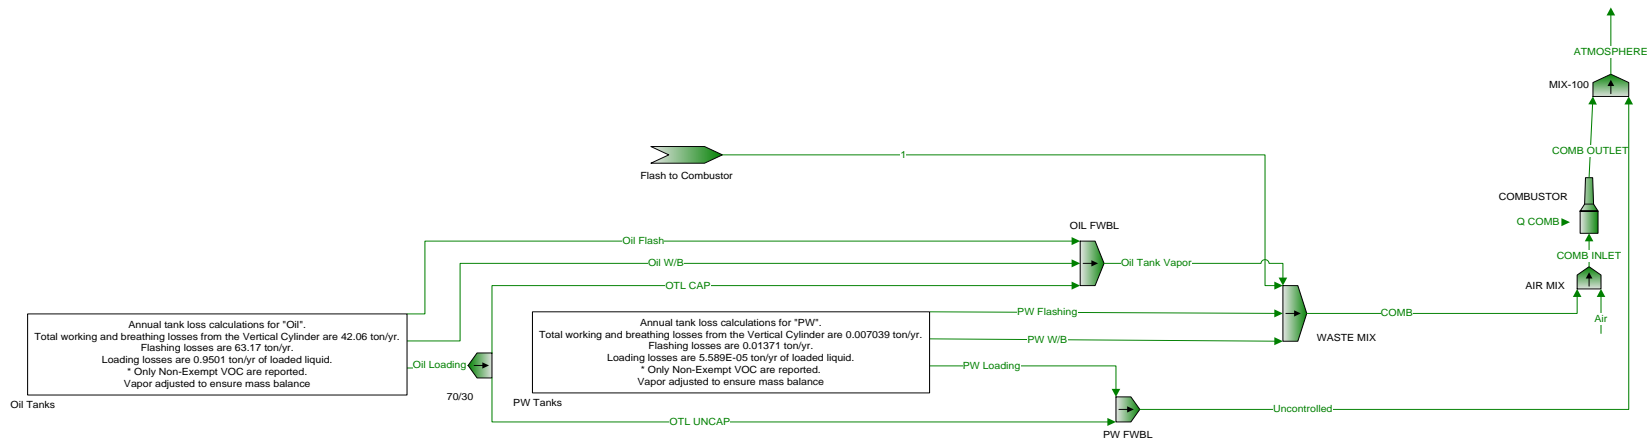 ATMOSPHERE
MIX-100
COMB OUTLET
1
Flash to Combustor
COMBUSTOR
Q COMB
OIL FWBL
Oil Flash
Oil W/B
Oil Tank Vapor
COMB INLET
OTL CAP
AIR MIX
Annual tank loss calculations for "Oil".
Total working and breathing losses from the Vertical Cylinder are 42.06 ton/yr.
Flashing losses are 63.17 ton/yr.
Loading losses are 0.9501 ton/yr of loaded liquid.
* Only Non-Exempt VOC are reported.
Vapor adjusted to ensure mass balance
Oil Tanks
Oil Loading
70/30
Annual tank loss calculations for "PW".
Total working and breathing losses from the Vertical Cylinder are 0.007039 ton/yr.
Flashing losses are 0.01371 ton/yr.
Loading losses are 5.589E-05 ton/yr of loaded liquid.
* Only Non-Exempt VOC are reported.
Vapor adjusted to ensure mass balance
PW Tanks
PW Flashing
PW W/B
PW Loading
COMB
WASTE MIX
Air
OTL UNCAP
Uncontrolled
PW FWBL